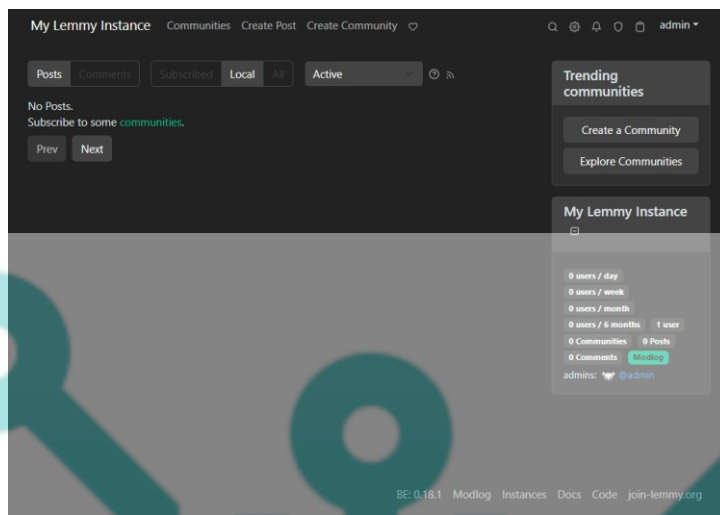 My Lemmy Instance Communities Create Post Create Community admin
Posts Comments Subscribed Local All Active
No Posts.
Subscribe to some communities.
Prev Next
Trending
communities
Create a Community
Explore Communities
My Lemmy Instance
0 users / day
0 users / week
0 users / month
0 users / 6 months 1 user
0 Communities 0 Posts
0 Comments Modlog
admins: @admin
BE: 0.18.1 Modlog Instances Docs Code join-lemmy.org